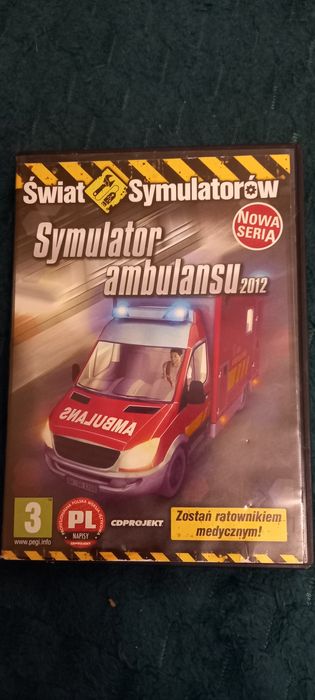 Świat Symulatorów
NOWA
SERIA
Symulator
ambulansu 2012
AMBULANS
3
www.pegi.info
PL
NAPISY
CDPROJEKT
Zostań ratownikiem
medycznym!